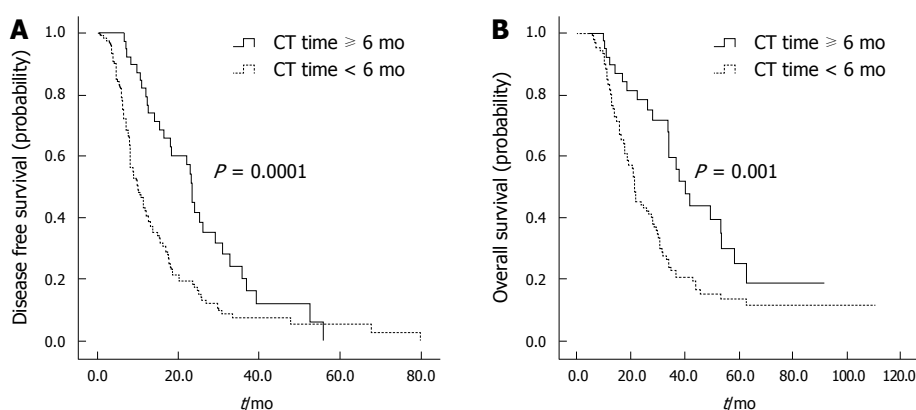 A
CT time ⩾ 6 mo
CT time < 6 mo
P = 0.0001
Disease free survival (probability)
1.0
0.8
0.6
0.4
0.2
0.0
0.0 20.0 40.0 60.0 80.0
t/mo
B
CT time ⩾ 6 mo
CT time < 6 mo
P = 0.001
Overall survival (probability)
1.0
0.8
0.6
0.4
0.2
0.0
0.0 20.0 40.0 60.0 80.0 100.0 120.0
t/mo